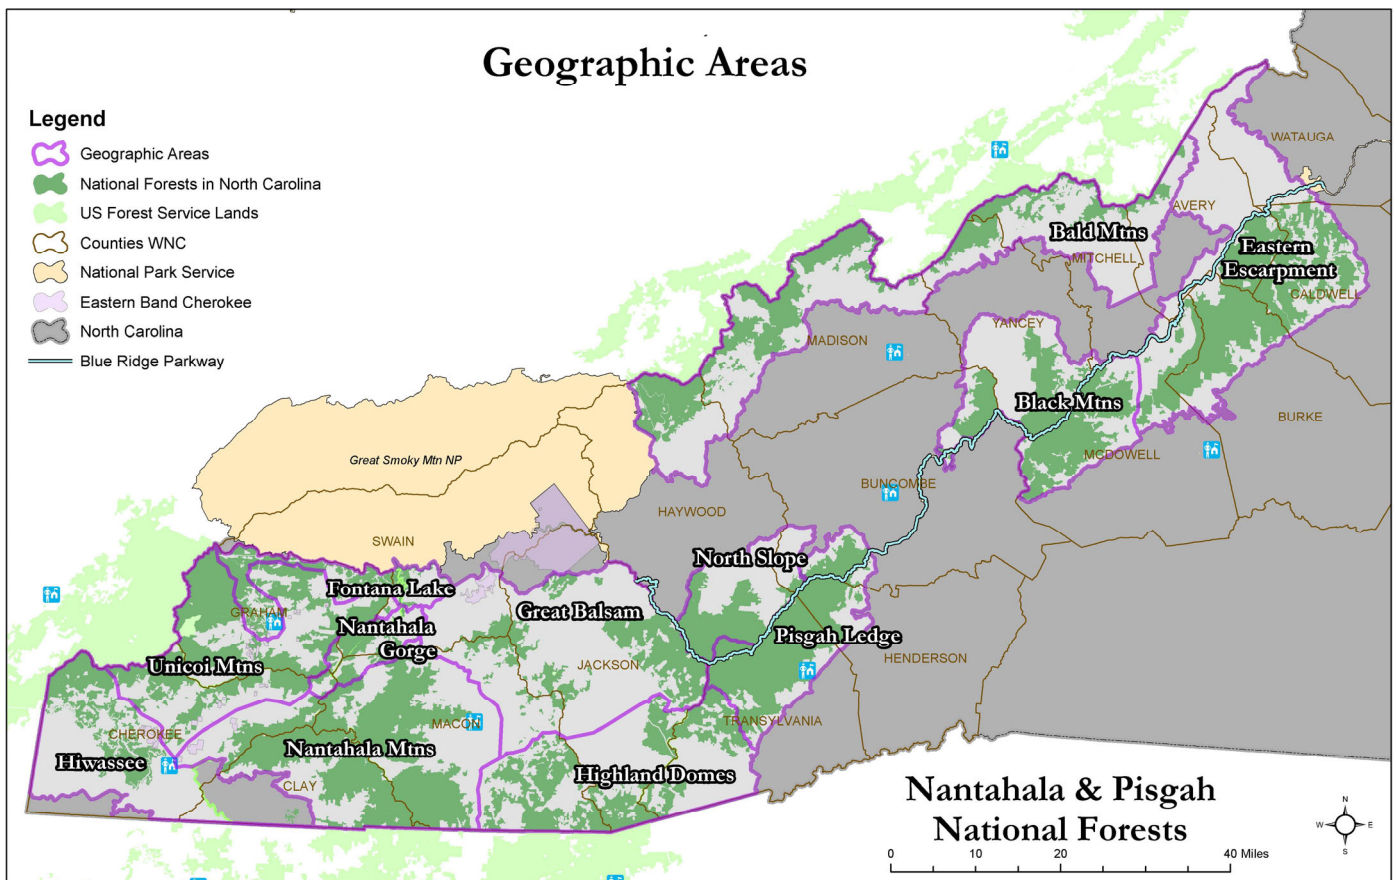 Geographic Areas
Legend
Geographic Areas
National Forests in North Carolina
US Forest Service Lands
Counties WNC
National Park Service
Eastern Band Cherokee
North Carolina
Blue Ridge Parkway
WATAUGA
AVERY
Bald Mtns
MITCHELL
Eastern
Escarpment
CALDWELL
YANCEY
MADISON
Black Mtns
BURKE
MCDOWELL
Great Smoky Mtn NP
BUNCOMBE
HAYWOOD
SWAIN
North Slope
Fontana Lake
GRAHAM
Great Balsam
Nantahala
Gorge
Pisgah Ledge
HENDERSON
Unicoi Mtns
JACKSON
TRANSYLVANIA
MACON
CHEROKEE
Nantahala Mtns
Hiwassee
Highland Domes
CLAY
Nantahala & Pisgah
National Forests
N
W E
S
0 10 20 40 Miles